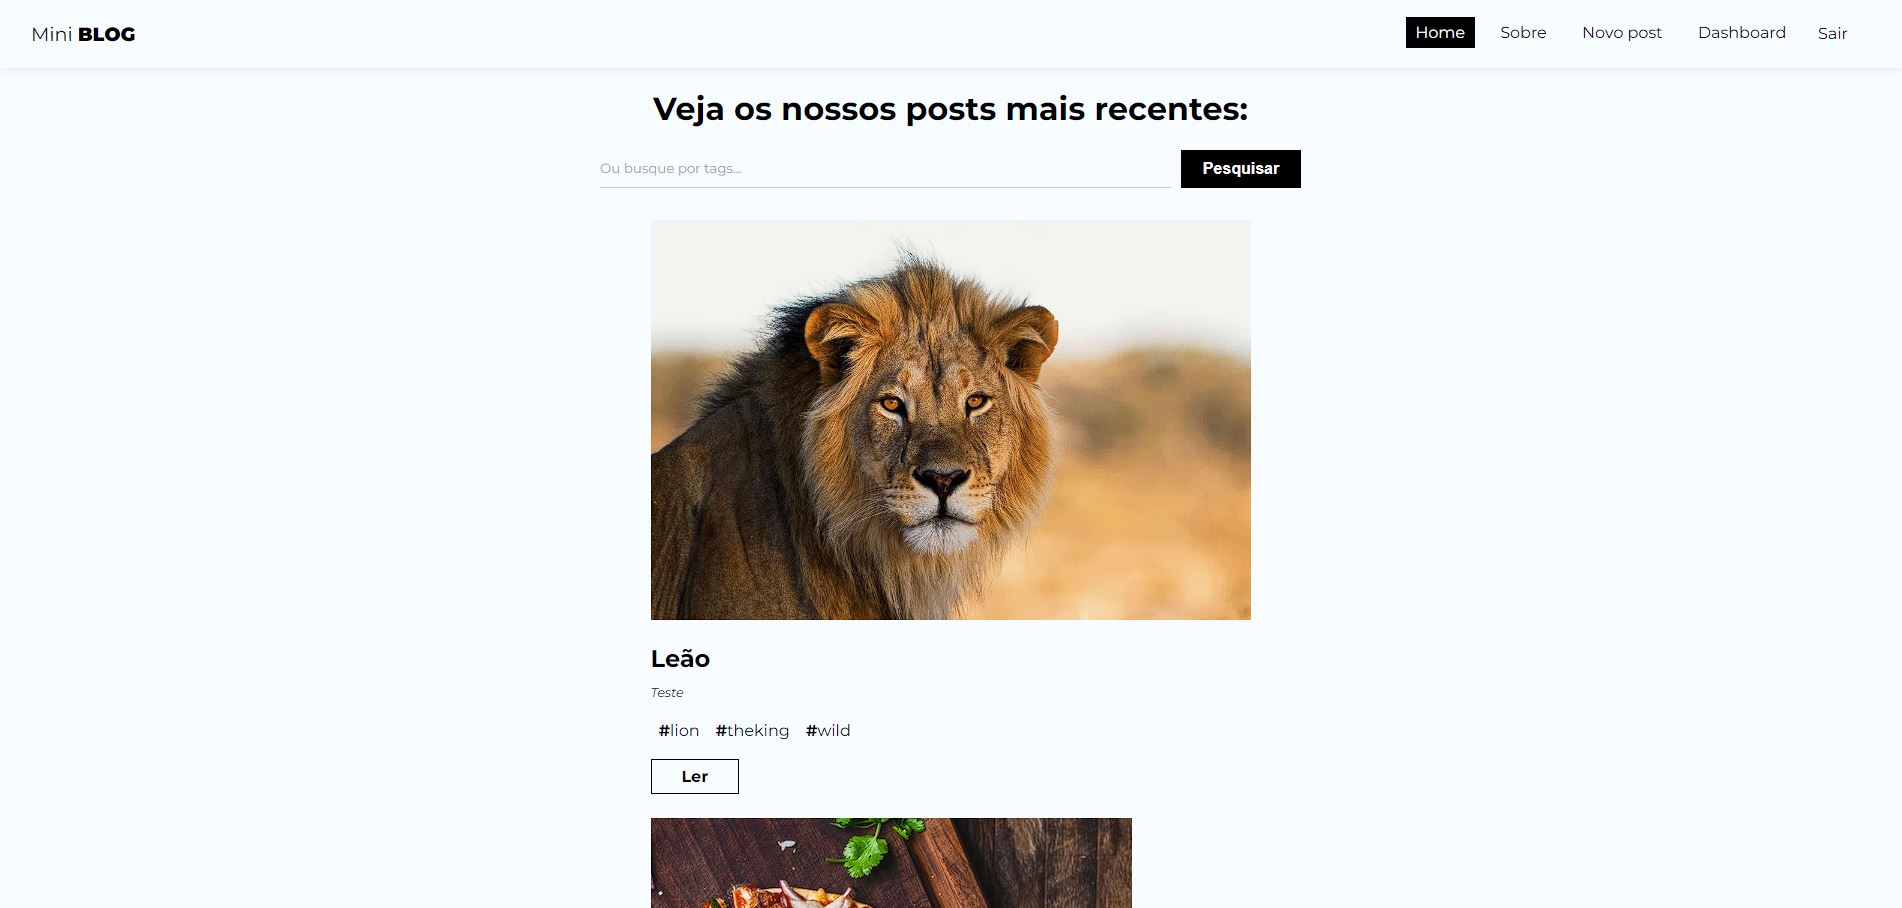 Mini BLOG
Home Sobre Novo post Dashboard Sair
Veja os nossos posts mais recentes:
Ou busque por tags... Pesquisar
Leão
Teste
#lion #theking #wild
Ler